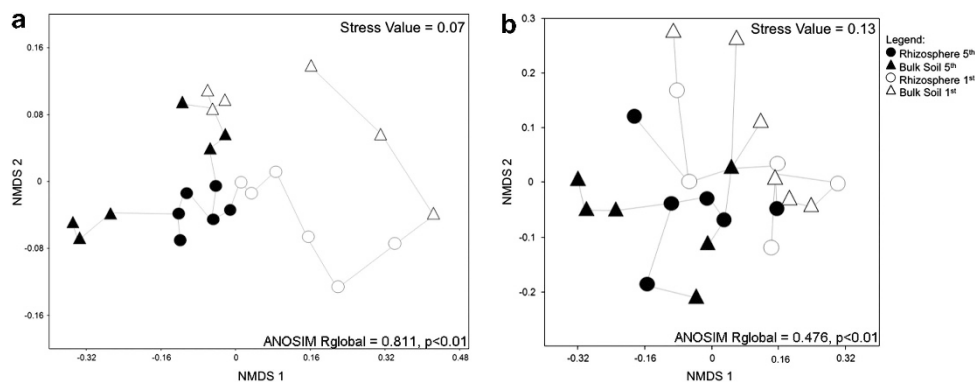 a
Stress Value = 0.07
0.16
0.08
0
-0.08
-0.16
NMDS 2
ANOSIM Rglobal = 0.811, p<0.01
-0.32
-0.16
0
0.16
0.32
0.48
NMDS 1
b
Stress Value = 0.13
0.3
0.2
0.1
0
-0.1
-0.2
NMDS 2
ANOSIM Rglobal = 0.476, p<0.01
-0.32
-0.16
0
0.16
0.32
NMDS 1
Legend:
Rhizosphere 5th
Bulk Soil 5th
Rhizosphere 1st
Bulk Soil 1st